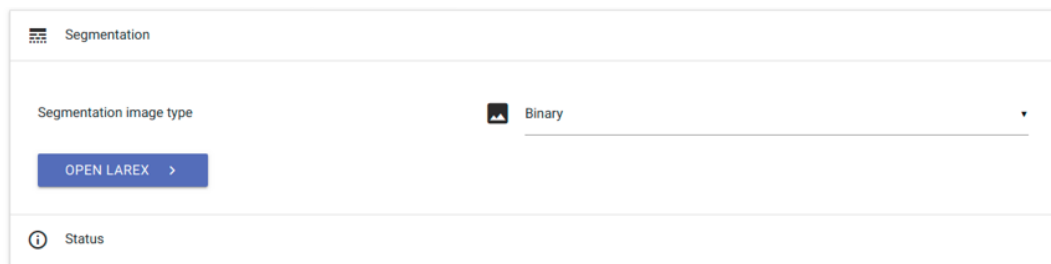 Segmentation
Segmentation image type
Binary
OPEN LAREX
Status